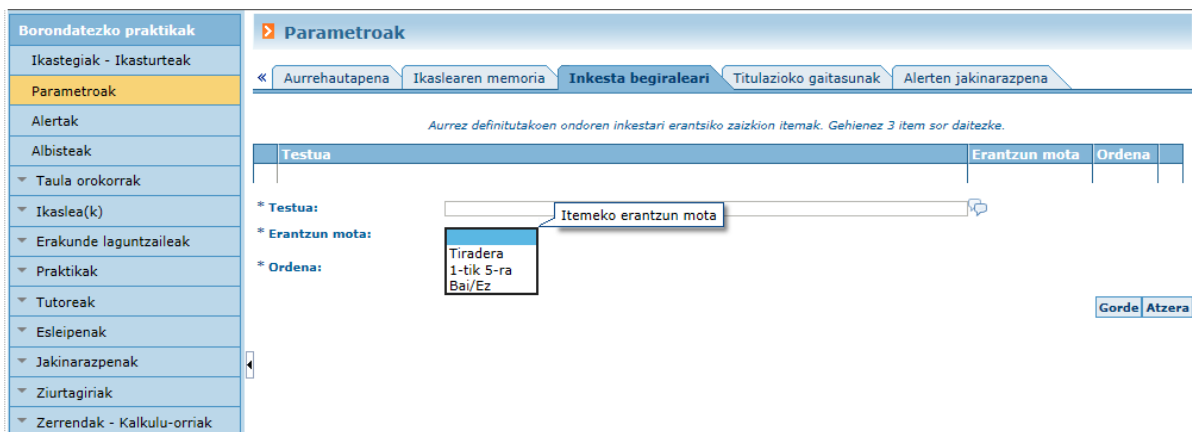 Borondatezko praktikak
Ikastegiak - Ikasturteak
Parametroak
Alertak
Albisteak
Taula orokorrak
Ikaslea(k)
Erakunde laguntzaileak
Praktikak
Tutoreak
Esleipenak
Jakinarazpenak
Ziurtagiriak
Zerrendak - Kalkulu-orriak
Parametroak
« Aurrehautapena Ikaslearen memoria Inkesta begiraleari Titulazioko gaitasunak Alerten jakinarazpena
Aurrez definitutakoen ondoren inkestari erantsiko zaizkion itemak. Gehienez 3 item sor daitezke.
Testua Erantzun mota Ordena
* Testua:
Itemeko erantzun mota
* Erantzun mota:
Tiradera
1-tik 5-ra
Bai/Ez
* Ordena:
Gorde Atzera